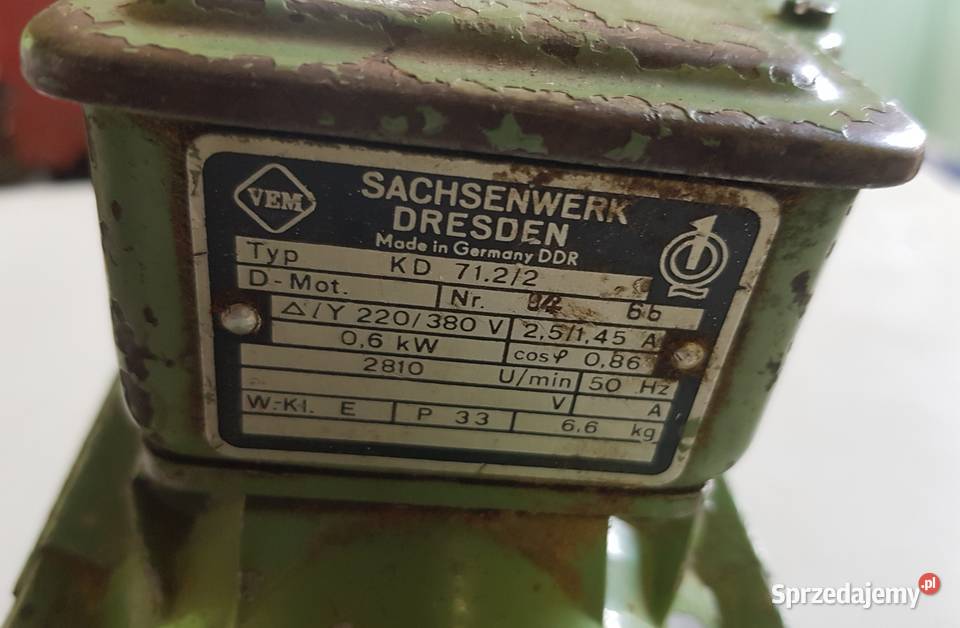 VEM
SACHSENWERK
DRESDEN
Made in Germany DDR
Typ KD 71.2/2
D-Mot. Nr. 66
△/Y 220/380 V 2,5/1,45 A
0,6 kW cosφ 0,86
2810 U/min 50 Hz
V A
W.-Kl. E P 33 6,6 kg
Sprzedajemy.pl